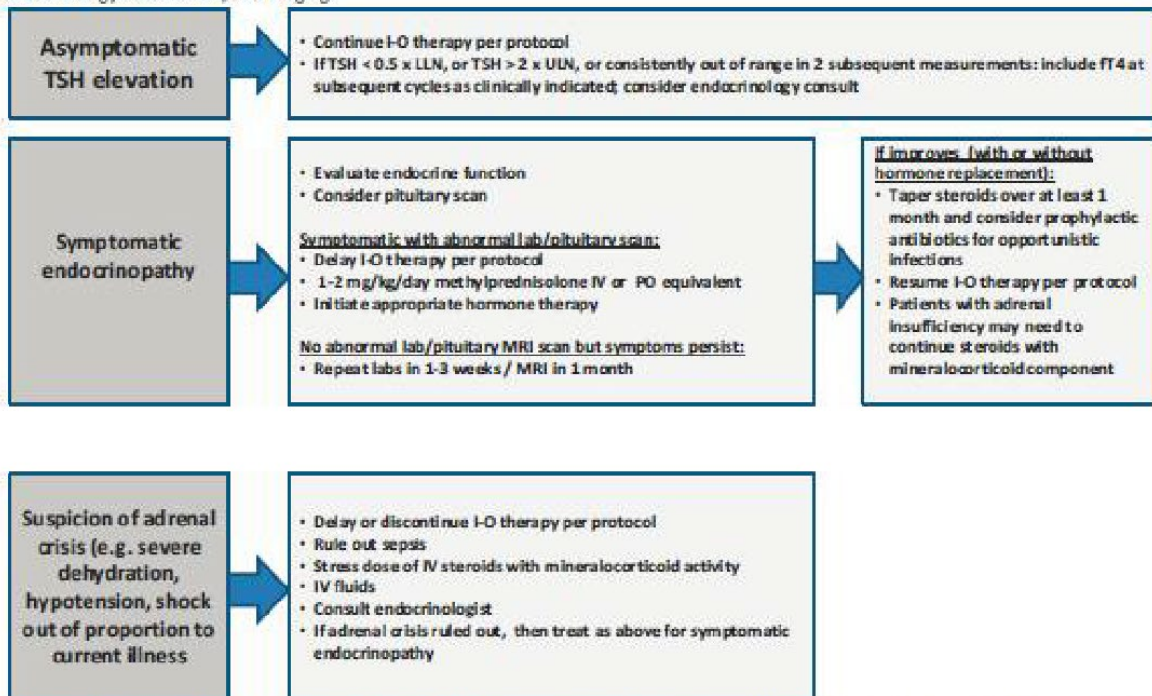 Asymptomatic
TSH elevation
• Continue I-O therapy per protocol
• If TSH < 0.5 x LLN, or TSH > 2 x ULN, or consistently out of range in 2 subsequent measurements: include fT4 at
subsequent cycles as clinically indicated; consider endocrinology consult
Symptomatic
endocrinopathy
• Evaluate endocrine function
• Consider pituitary scan
Symptomatic with abnormal lab/pituitary scan:
• Delay I-O therapy per protocol
• 1-2 mg/kg/day methylprednisolone IV or PO equivalent
• Initiate appropriate hormone therapy
No abnormal lab/pituitary MRI scan but symptoms persist:
• Repeat labs in 1-3 weeks / MRI in 1 month
If improves (with or without
hormone replacement):
• Taper steroids over at least 1
month and consider prophylactic
antibiotics for opportunistic
infections
• Resume I-O therapy per protocol
• Patients with adrenal
insufficiency may need to
continue steroids with
mineralocorticoid component
Suspicion of adrenal
crisis (e.g. severe
dehydration,
hypotension, shock
out of proportion to
current illness
• Delay or discontinue I-O therapy per protocol
• Rule out sepsis
• Stress dose of IV steroids with mineralocorticoid activity
• IV fluids
• Consult endocrinologist
• If adrenal crisis ruled out, then treat as above for symptomatic
endocrinopathy